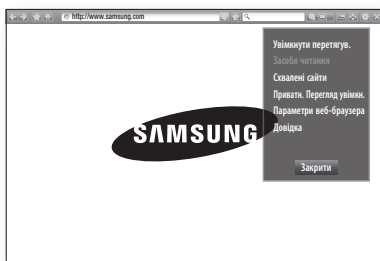 http://www.samsung.com
SAMSUNG
Увімкнути перетягув.
Засоби читання
Схвалені сайти
Приватн. Перегляд увімкн.
Параметри веб-браузера
Довідка
Закрити